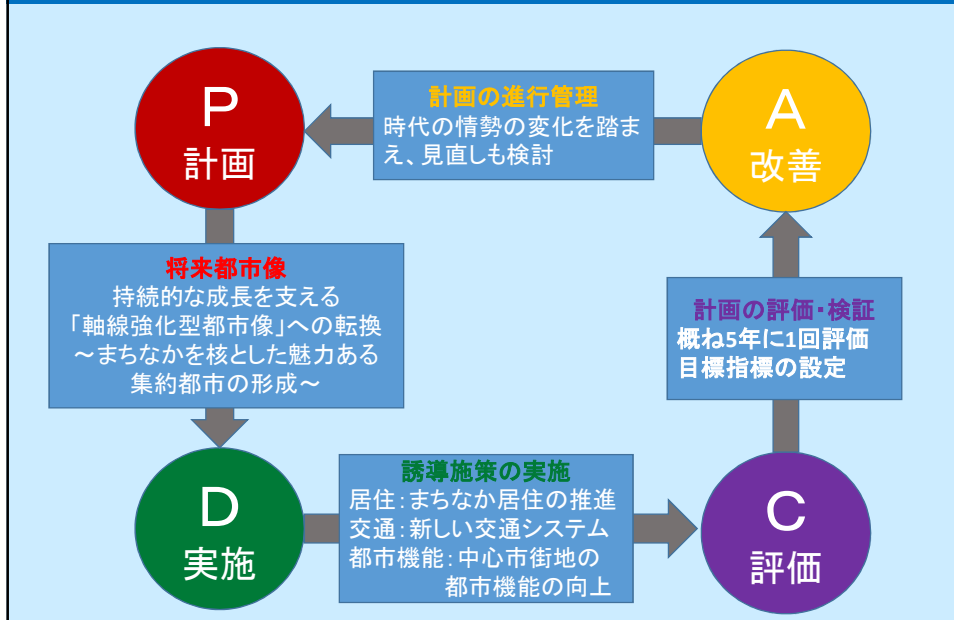 P
計画
計画の進行管理
時代の情勢の変化を踏ま
え、見直しも検討
A
改善
将来都市像
持続的な成長を支える
「軸線強化型都市像」への転換
～まちなかを核とした魅力ある
集約都市の形成～
計画の評価・検証
概ね5年に1回評価
目標指標の設定
D
実施
誘導施策の実施
居住：まちなか居住の推進
交通：新しい交通システム
都市機能：中心市街地の
都市機能の向上
C
評価